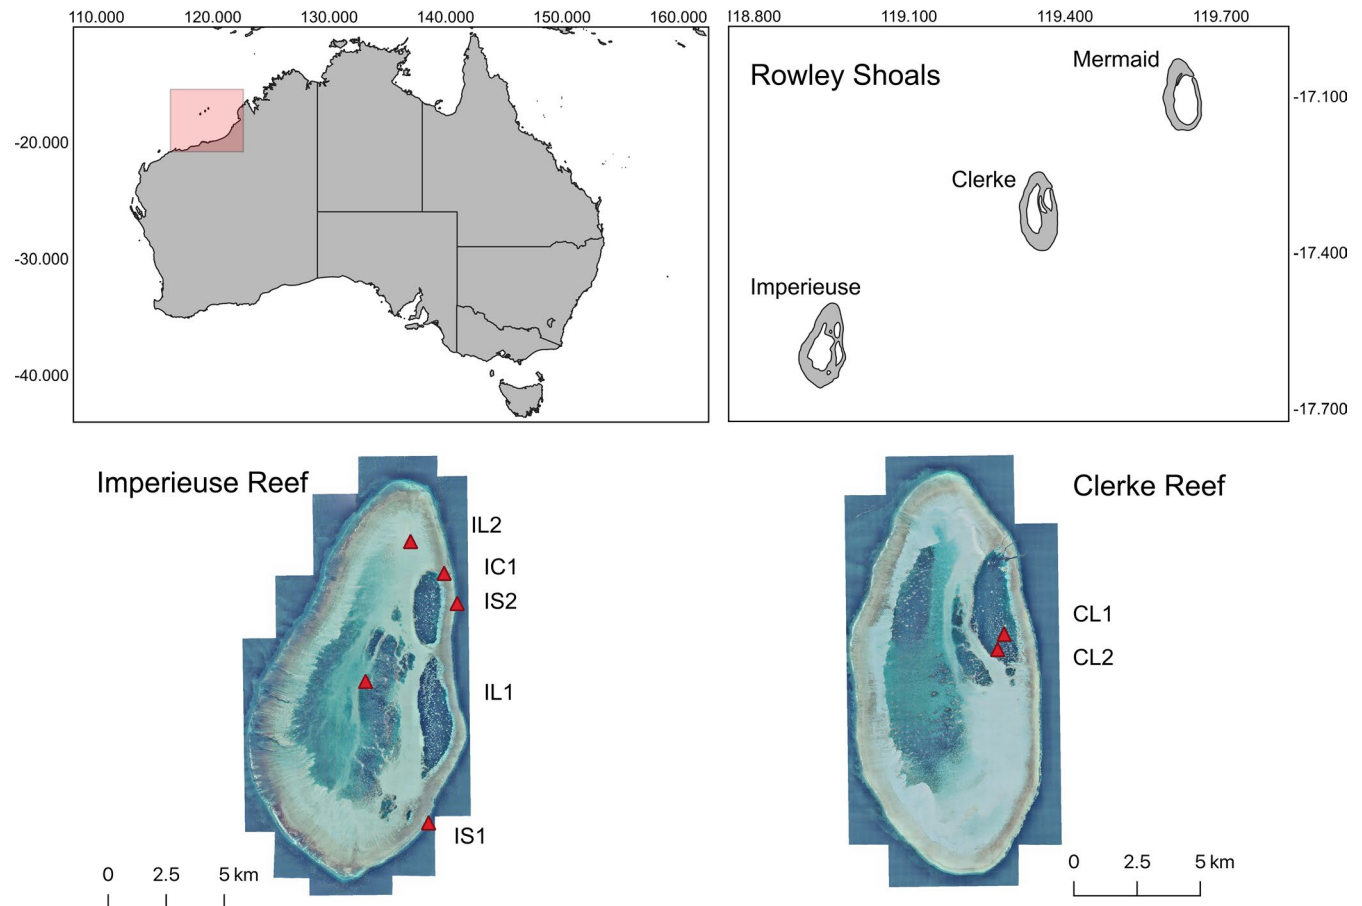 110.000 120.000 130.000 140.000 150.000 160.000
-20.000
-30.000
-40.000
118.800 119.100 119.400 119.700
Rowley Shoals
Mermaid
Clerke
Imperieuse
-17.100
-17.400
-17.700
Imperieuse Reef
IL2
IC1
IS2
IL1
IS1
0 2.5 5 km
Clerke Reef
CL1
CL2
0 2.5 5 km